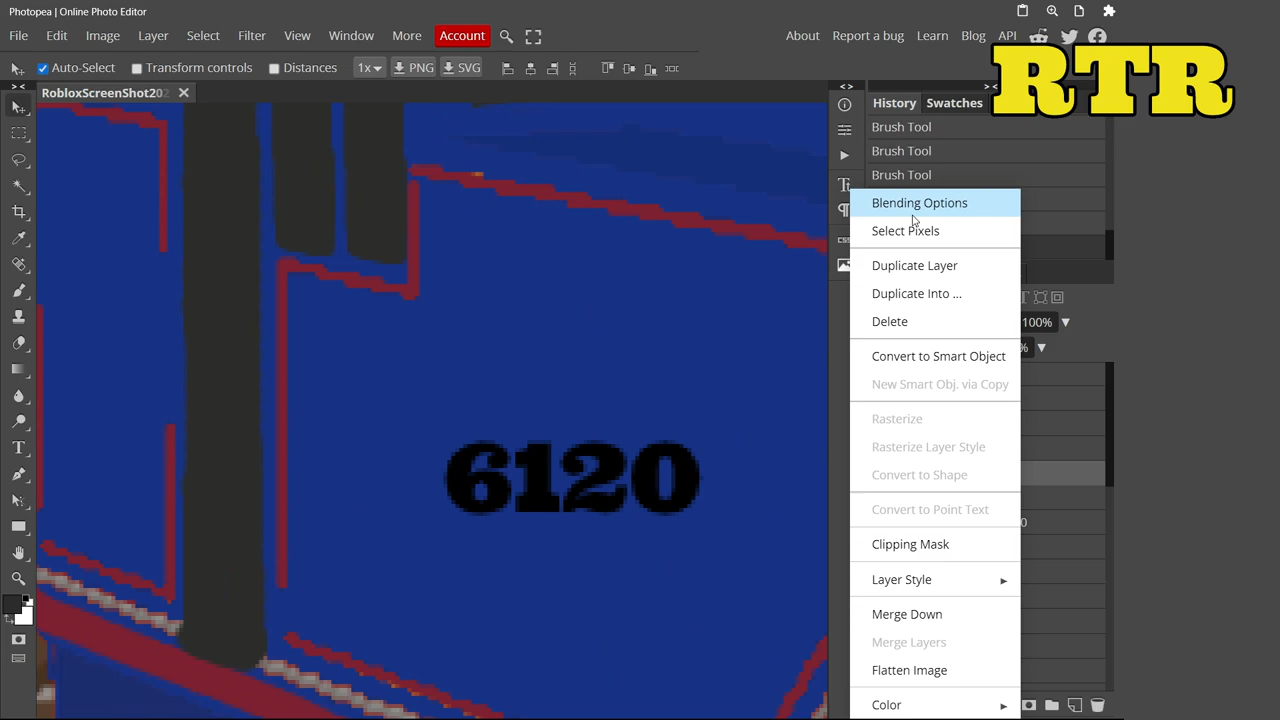 Photopea | Online Photo Editor
File Edit Image Layer Select Filter View Window More Account About Report a bug Learn Blog API
RTR
Auto-Select Transform controls Distances 1x PNG SVG
RobloxScreenShot202
History Swatches
Brush Tool
Brush Tool
Brush Tool
Blending Options
Select Pixels
Duplicate Layer
Duplicate Into ...
Delete
100%
%
Convert to Smart Object
New Smart Obj. via Copy
Rasterize
Rasterize Layer Style
Convert to Shape
Convert to Point Text
Clipping Mask
Layer Style
Merge Down
Merge Layers
Flatten Image
Color
CSS
6120
0